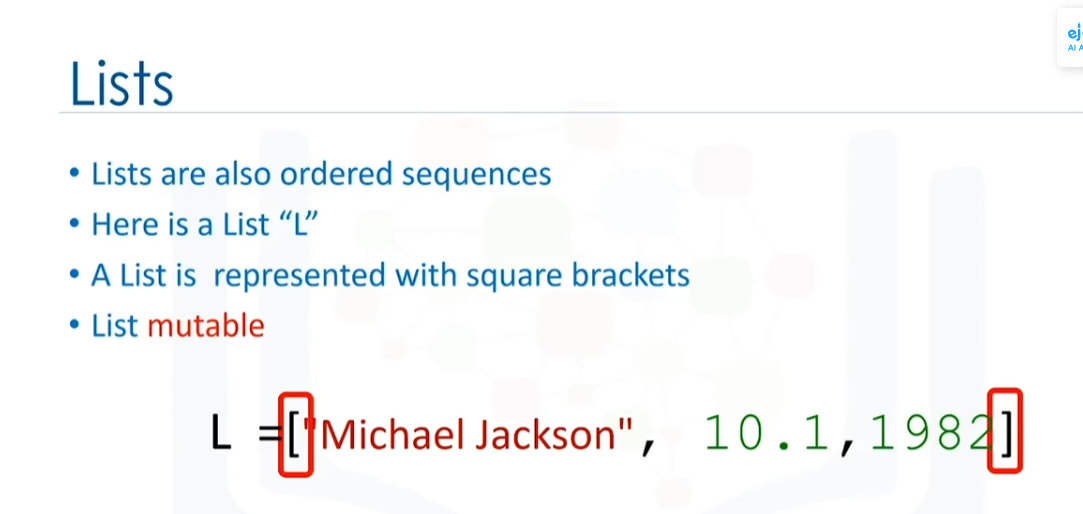 ej
AI A
Lists
• Lists are also ordered sequences
• Here is a List “L”
• A List is  represented with square brackets
• List mutable
L =["Michael Jackson", 10.1,1982]